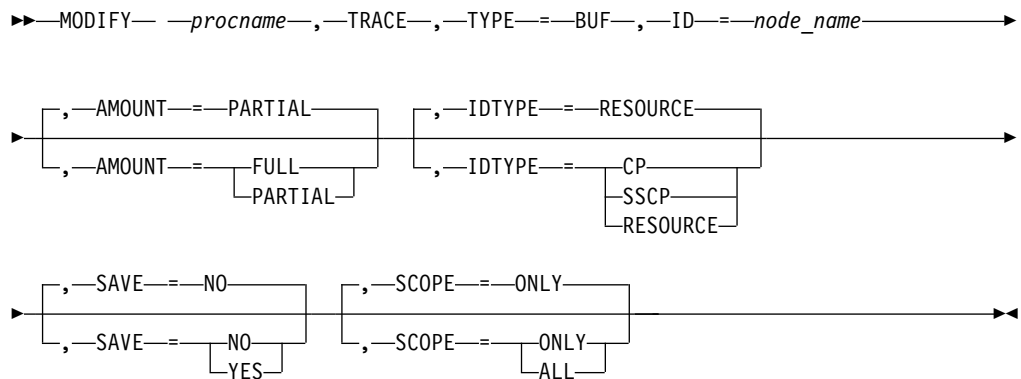 MODIFY procname , TRACE , TYPE = BUF , ID = node_name
, AMOUNT = PARTIAL , IDTYPE = RESOURCE
, AMOUNT = FULL , IDTYPE = CP
PARTIAL SSCP
RESOURCE
, SAVE = NO , SCOPE = ONLY
, SAVE = NO , SCOPE = ONLY
YES ALL